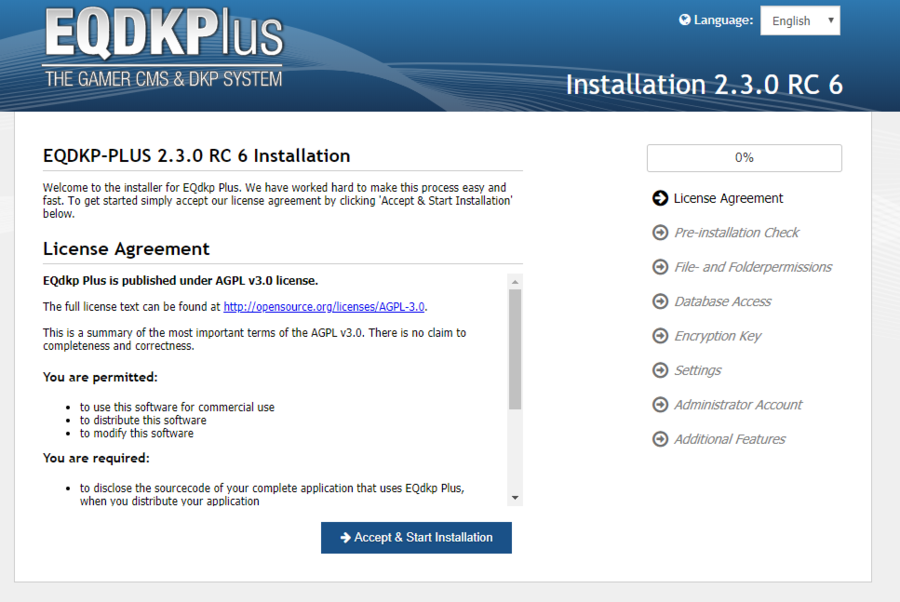 EQDKPlus
THE GAMER CMS & DKP SYSTEM
Language: English
Installation 2.3.0 RC 6
EQDKP-PLUS 2.3.0 RC 6 Installation
Welcome to the installer for EQdkp Plus. We have worked hard to make this process easy and
fast. To get started simply accept our license agreement by clicking 'Accept & Start Installation'
below.
License Agreement
EQdkp Plus is published under AGPL v3.0 license.
The full license text can be found at http://opensource.org/licenses/AGPL-3.0.
This is a summary of the most important terms of the AGPL v3.0. There is no claim to
completeness and correctness.
You are permitted:
to use this software for commercial use
to distribute this software
to modify this software
You are required:
to disclose the sourcecode of your complete application that uses EQdkp Plus,
when you distribute your application
Accept & Start Installation
0%
License Agreement
Pre-installation Check
File- and Folderpermissions
Database Access
Encryption Key
Settings
Administrator Account
Additional Features